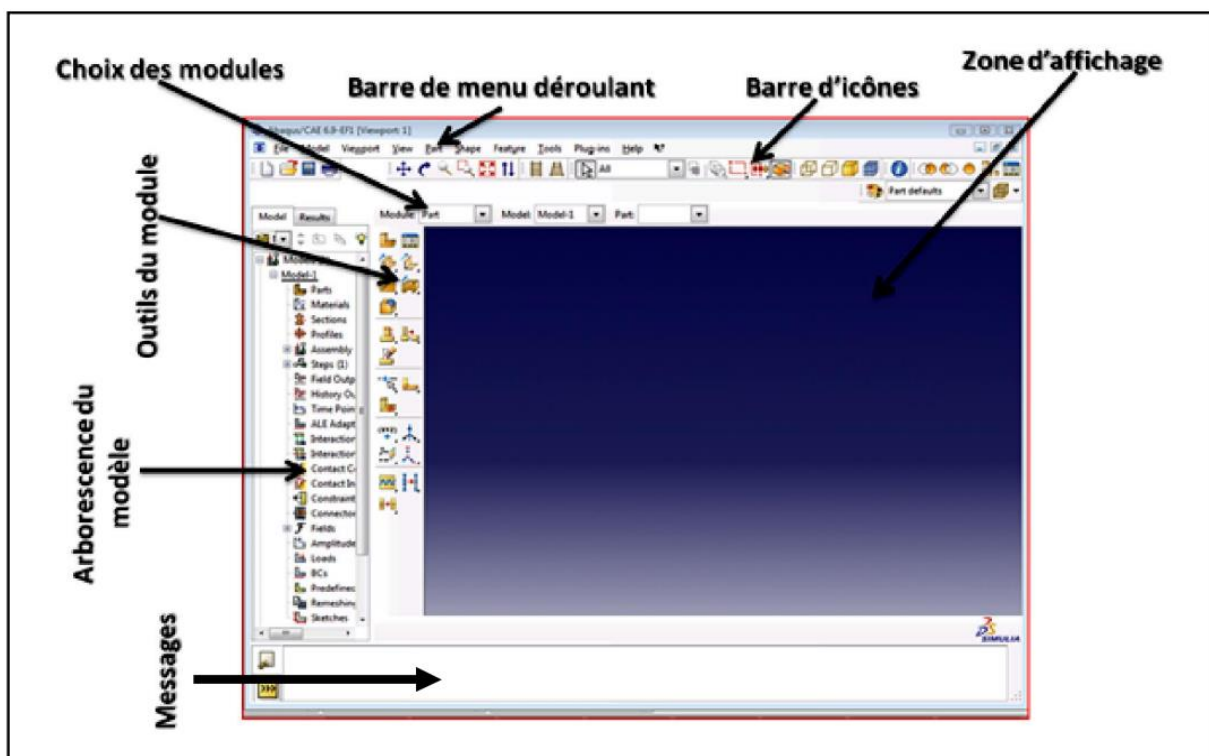 Choix des modules
Barre de menu déroulant
Barre d'icônes
Zone d'affichage
Outils du module
Arborescence du
modèle
Messages
Abaqus/CAE 6.9-EF1 [Viewport: 1]
File Model Viewport View Part Shape Feature Tools Plug-ins Help
All
Part defaults
Model Results
Module: Part Model: Model-1 Part:
Model-1
Parts
Materials
Sections
Profiles
Assembly
Steps (1)
Field Outp
History Ou
Time Poin
ALE Adapt
Interaction
Interaction
Contact Co
Contact In
Constraint
Connector
Fields
Amplitude
Loads
BCs
Predefined
Remeshing
Sketches
SIMULIA